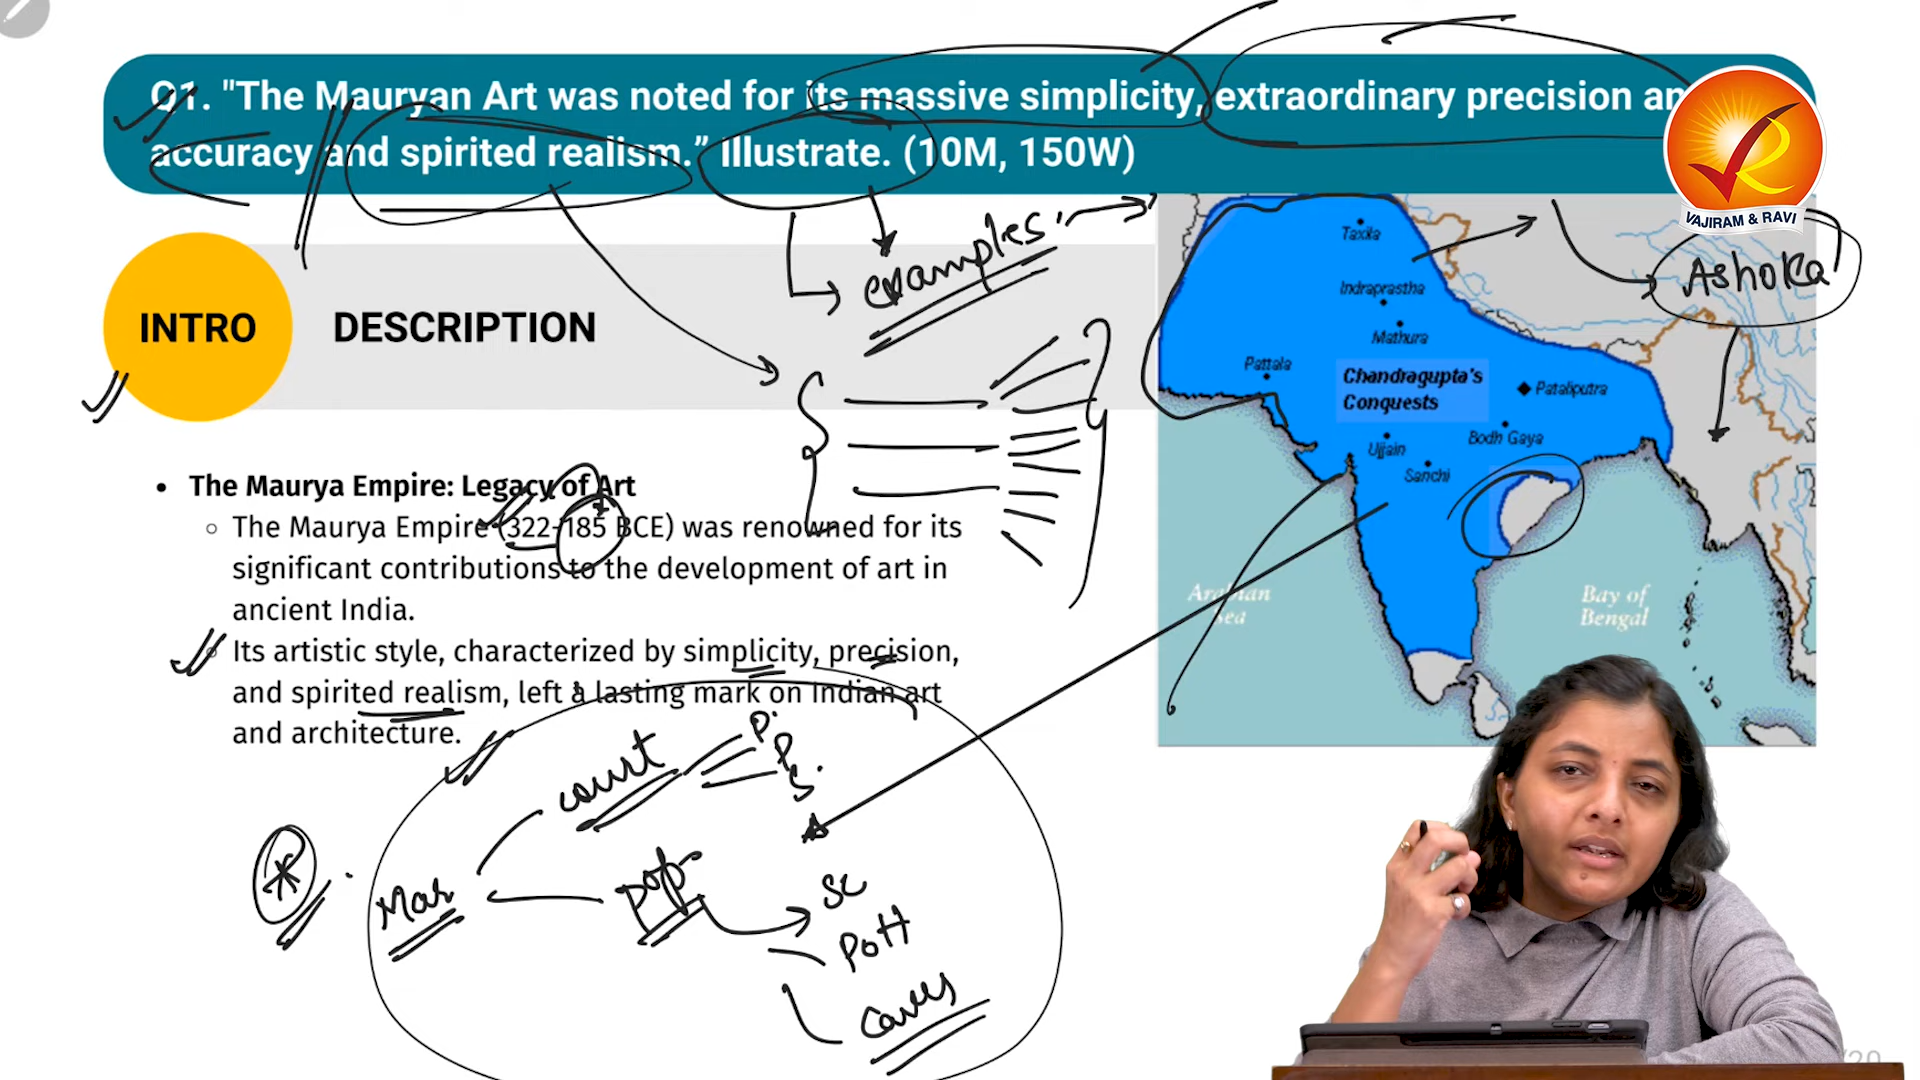 Q1. "The Mauryan Art was noted for its massive simplicity, extraordinary precision an
accuracy and spirited realism.” Illustrate. (10M, 150W)
VAJIRAM & RAVI
INTRO
DESCRIPTION
examples
Ashoka
Taxila
Indraprastha
Mathura
Pattala
Chandragupta's
Conquests
Pataliputra
Bodh Gaya
Ujjain
Sanchi
Arabian
Sea
Bay of
Bengal
• The Maurya Empire: Legacy of Art
○ The Maurya Empire (322-185 BCE) was renowned for its
significant contributions to the development of art in
ancient India.
○ Its artistic style, characterized by simplicity, precision,
and spirited realism, left a lasting mark on Indian art
and architecture.
court
P.
P
S.
Mau
pop
SC
Pott
Caves
/20